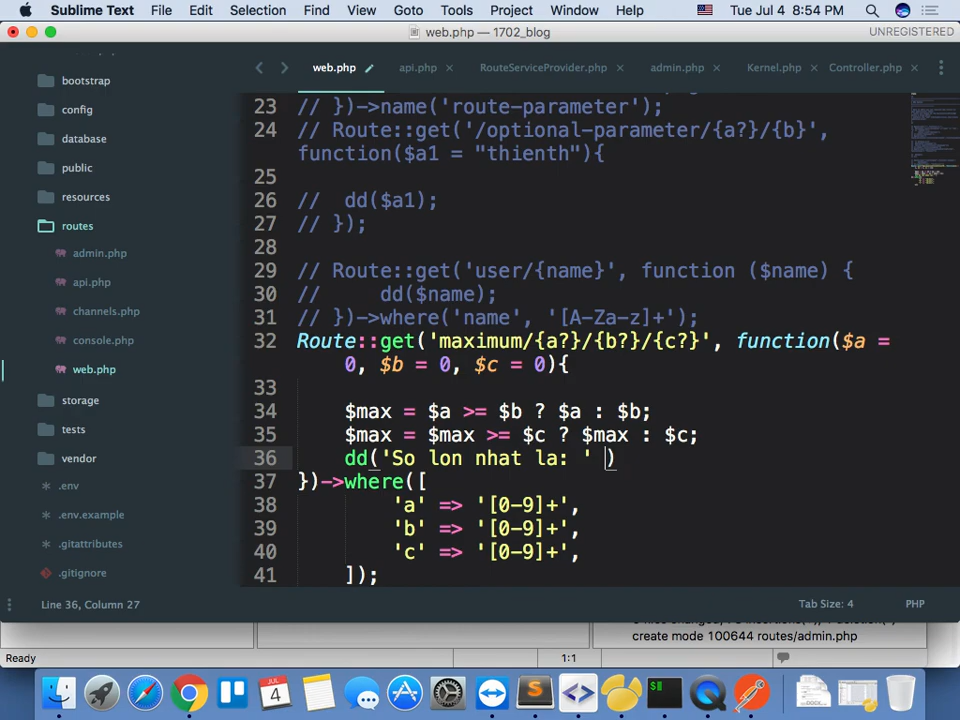 Sublime Text File Edit Selection Find View Goto Tools Project Window Help Tue Jul 4 8:54 PM
web.php — 1702_blog UNREGISTERED
web.php api.php RouteServiceProvider.php admin.php Kernel.php Controller.php
bootstrap
config
database
public
resources
routes
admin.php
api.php
channels.php
console.php
web.php
storage
tests
vendor
.env
.env.example
.gitattributes
.gitignore
23 // })->name('route-parameter');
24 // Route::get('/optional-parameter/{a?}/{b}',
function($a1 = "thienth"){
25
26 //  dd($a1);
27 // });
28
29 // Route::get('user/{name}', function ($name) {
30 //     dd($name);
31 // })->where('name', '[A-Za-z]+');
32 Route::get('maximum/{a?}/{b?}/{c?}', function($a =
0, $b = 0, $c = 0){
33
34     $max = $a >= $b ? $a : $b;
35     $max = $max >= $c ? $max : $c;
36     dd('So lon nhat la: ' )
37 })->where([
38         'a' => '[0-9]+',
39         'b' => '[0-9]+',
40         'c' => '[0-9]+',
41     ]);
Line 36, Column 27 Tab Size: 4 PHP
create mode 100644 routes/admin.php
Ready 1:1